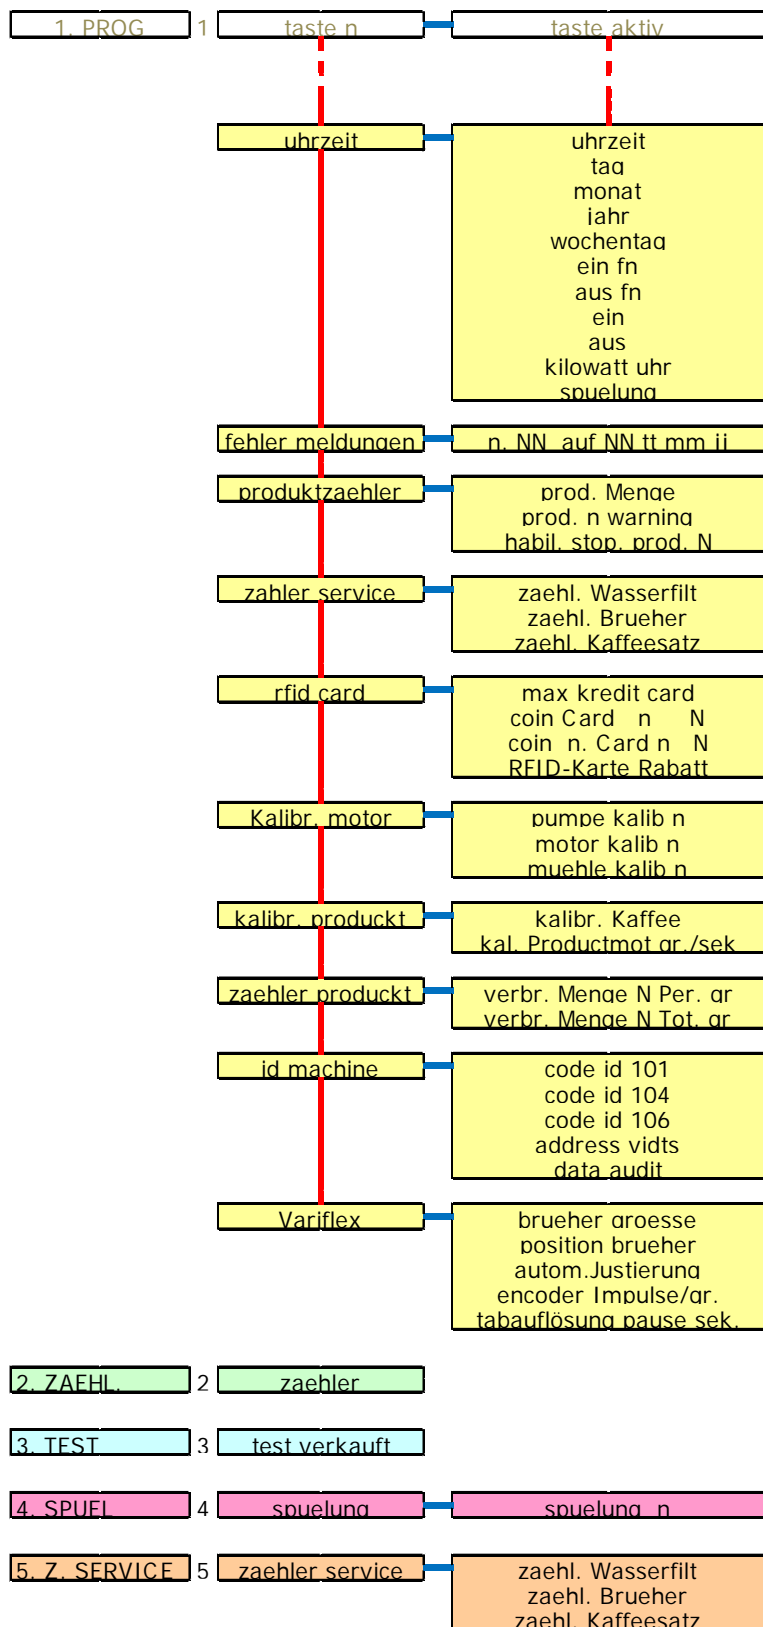 1. PROG 1 taste n taste aktiv
uhrzeit uhrzeit
tag
monat
jahr
wochentag
ein fn
aus fn
ein
aus
kilowatt uhr
spuelung
fehler meldungen n. NN auf NN tt mm jj
produktzaehler prod. Menge
prod. n warning
habil. stop. prod. N
zahler service zaehl. Wasserfilt
zaehl. Brueher
zaehl. Kaffeesatz
rfid card max kredit card
coin Card n N
coin n. Card n N
RFID-Karte Rabatt
Kalibr. motor pumpe kalib n
motor kalib n
muehle kalib n
kalibr. produckt kalibr. Kaffee
kal. Productmot gr./sek
zaehler produckt verbr. Menge N Per. gr
verbr. Menge N Tot. gr
id machine code id 101
code id 104
code id 106
address vidts
data audit
Variflex brueher groesse
position brueher
autom.Justierung
encoder Impulse/gr.
tabauflösung pause sek.
2. ZAEHL. 2 zaehler
3. TEST 3 test verkauft
4. SPUEL 4 spuelung spuelung n
5. Z. SERVICE 5 zaehler service zaehl. Wasserfilt
zaehl. Brueher
zaehl. Kaffeesatz